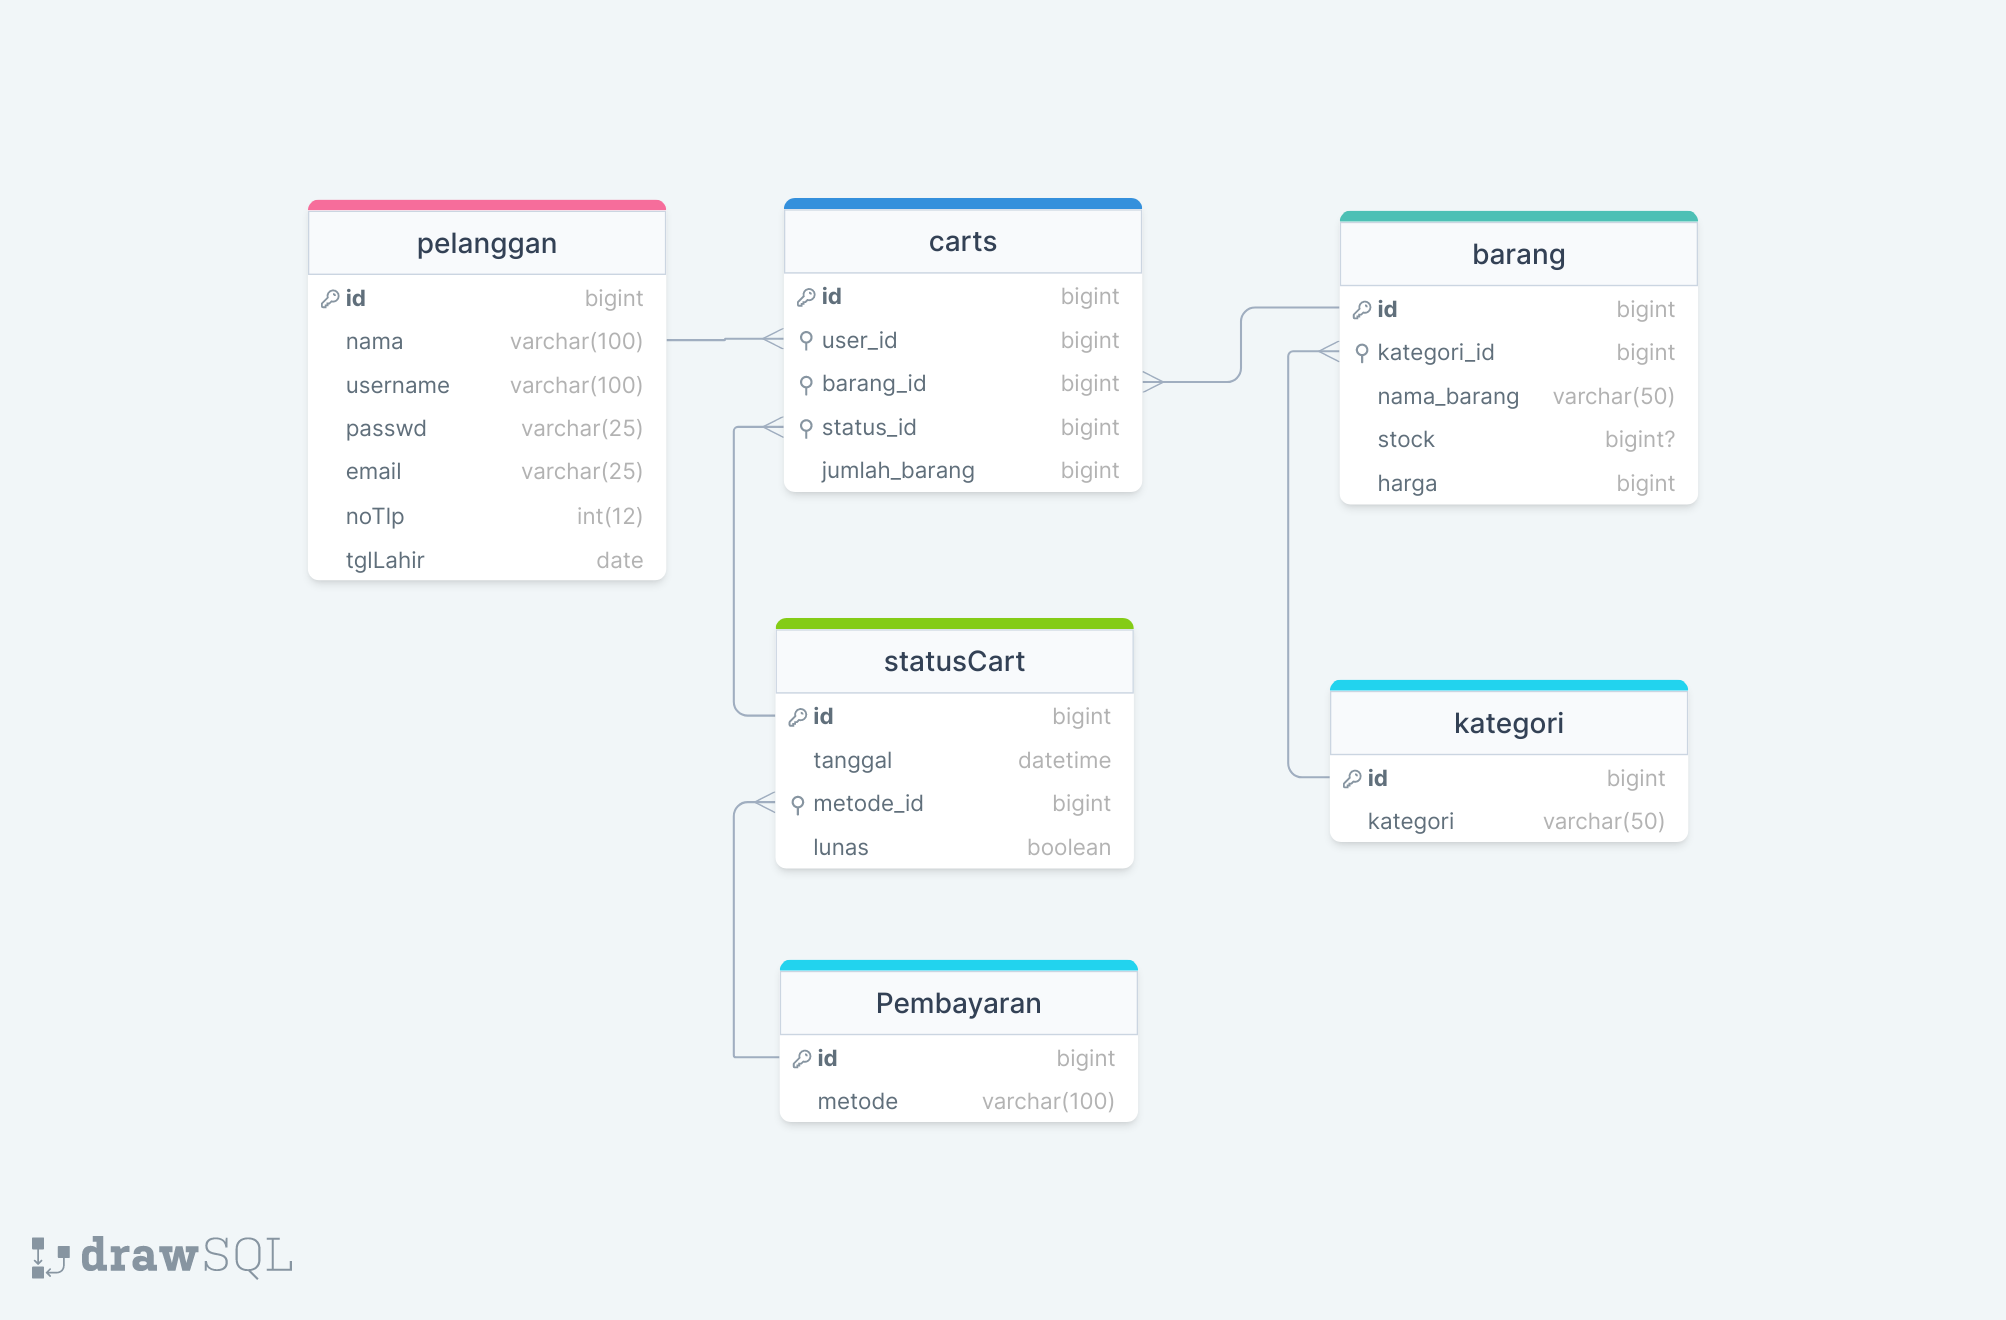 pelanggan
id bigint
nama varchar(100)
username varchar(100)
passwd varchar(25)
email varchar(25)
noTlp int(12)
tglLahir date
carts
id bigint
user_id bigint
barang_id bigint
status_id bigint
jumlah_barang bigint
barang
id bigint
kategori_id bigint
nama_barang varchar(50)
stock bigint?
harga bigint
statusCart
id bigint
tanggal datetime
metode_id bigint
lunas boolean
kategori
id bigint
kategori varchar(50)
Pembayaran
id bigint
metode varchar(100)
drawSQL